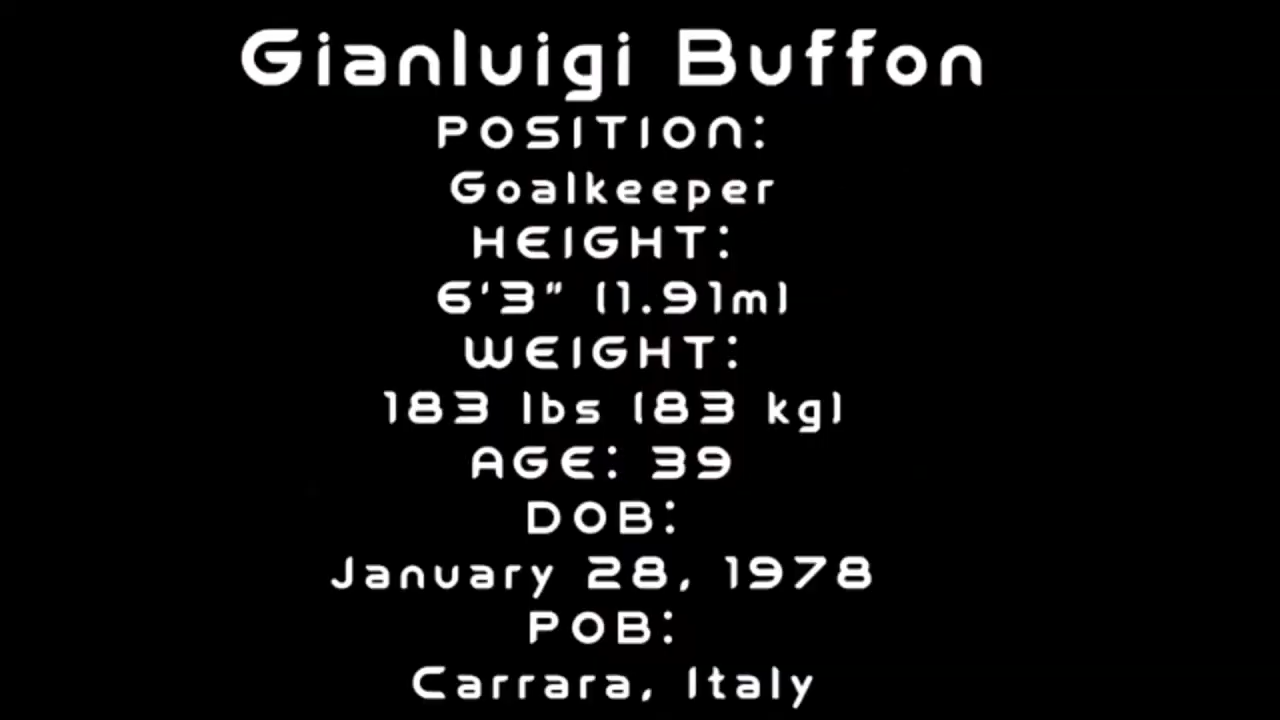 Gianluigi Buffon
POSITION:
Goalkeeper
HEIGHT:
6'3" (1.91m)
WEIGHT:
183 lbs (83 kg)
AGE: 39
DOB:
January 28, 1978
POB:
Carrara, Italy